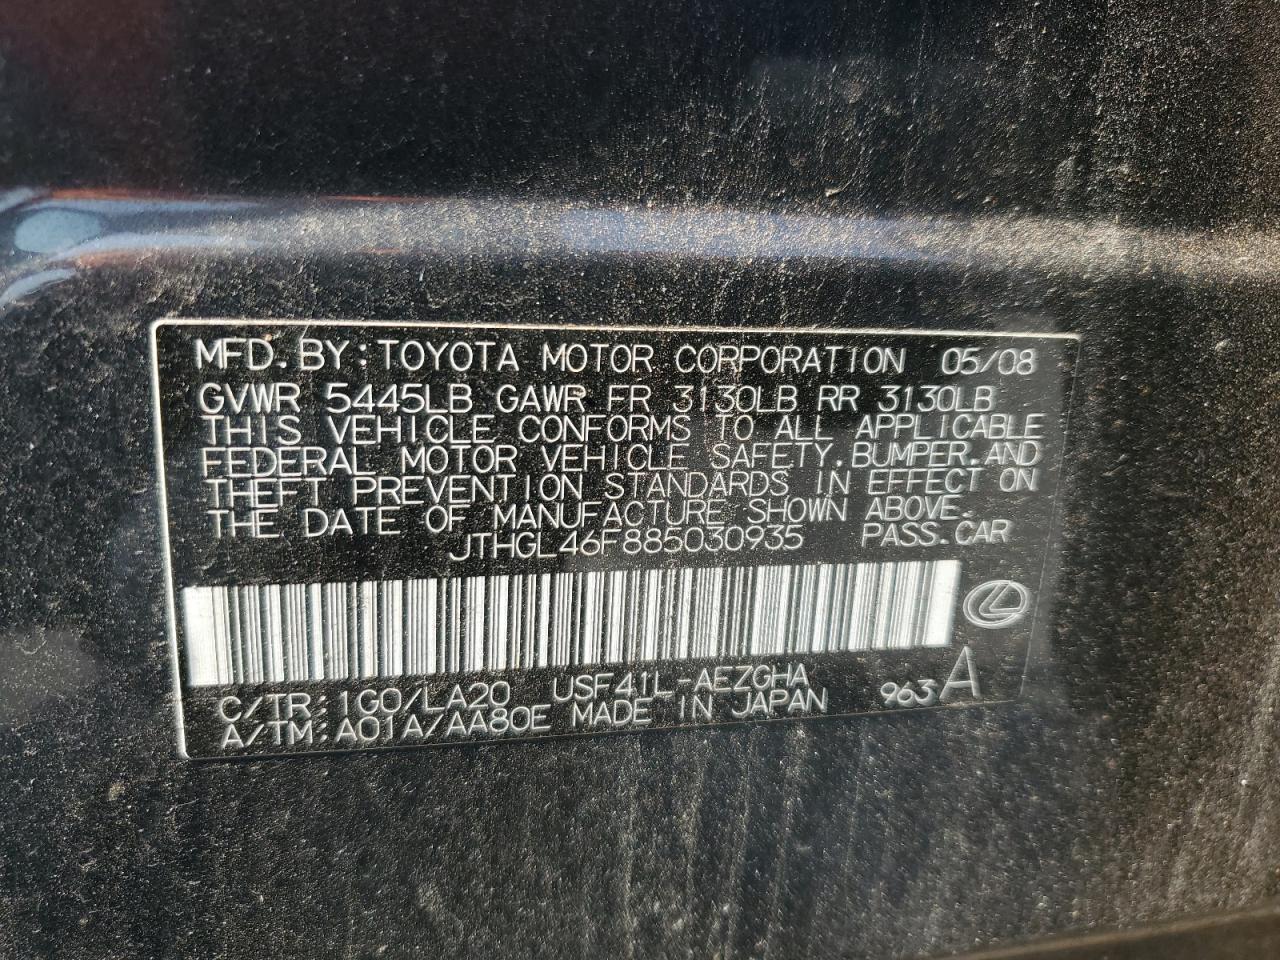 MFD. BY: TOYOTA MOTOR CORPORATION 05/08
GVWR 5445LB GAWR FR 3130LB RR 3130LB
THIS VEHICLE CONFORMS TO ALL APPLICABLE
FEDERAL MOTOR VEHICLE SAFETY, BUMPER, AND
THEFT PREVENTION STANDARDS IN EFFECT ON
THE DATE OF MANUFACTURE SHOWN ABOVE.
JTHGL46F885030935 PASS. CAR
C/TR: 1G0/LA20 USF41L-AEZGHA 963 A
A/TM: A01A/AA80E MADE IN JAPAN